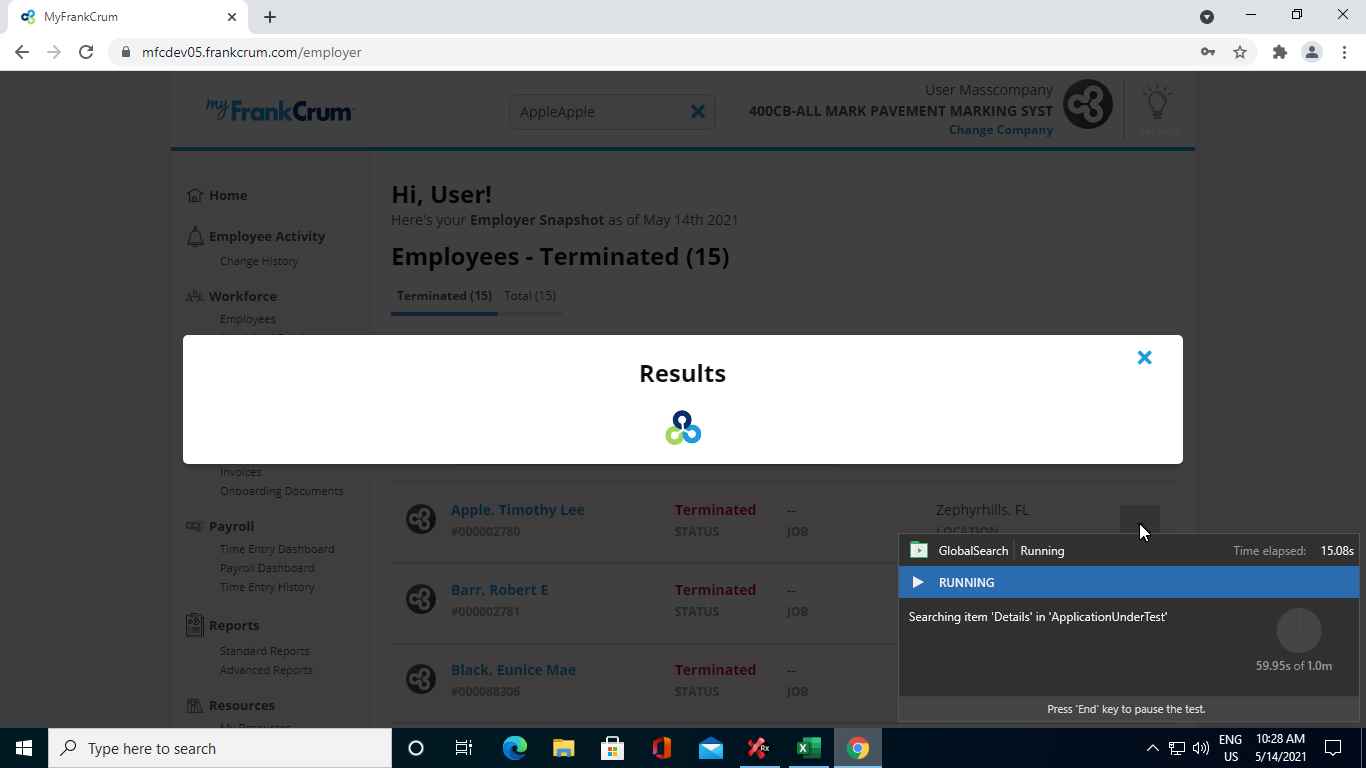 MyFrankCrum
mfcdev05.frankcrum.com/employer
myFrankCrum
AppleApple
User Masscompany
400CB-ALL MARK PAVEMENT MARKING SYST
Change Company
Home
Employee Activity
Change History
Workforce
Employees
Hi, User!
Here's your Employer Snapshot as of May 14th 2021
Employees - Terminated (15)
Terminated (15) Total (15)
Results
Invoices
Onboarding Documents
Payroll
Time Entry Dashboard
Payroll Dashboard
Time Entry History
Reports
Standard Reports
Advanced Reports
Resources
Apple, Timothy Lee Terminated -- Zephyrhills, FL
#000002780 STATUS JOB LOCATION
Barr, Robert E Terminated --
#000002781 STATUS JOB
Black, Eunice Mae Terminated --
#000088306 STATUS JOB
GlobalSearch Running Time elapsed: 15.08s
RUNNING
Searching item 'Details' in 'ApplicationUnderTest'
59.95s of 1.0m
Press 'End' key to pause the test.
Type here to search
Rx
ENG
US
10:28 AM
5/14/2021